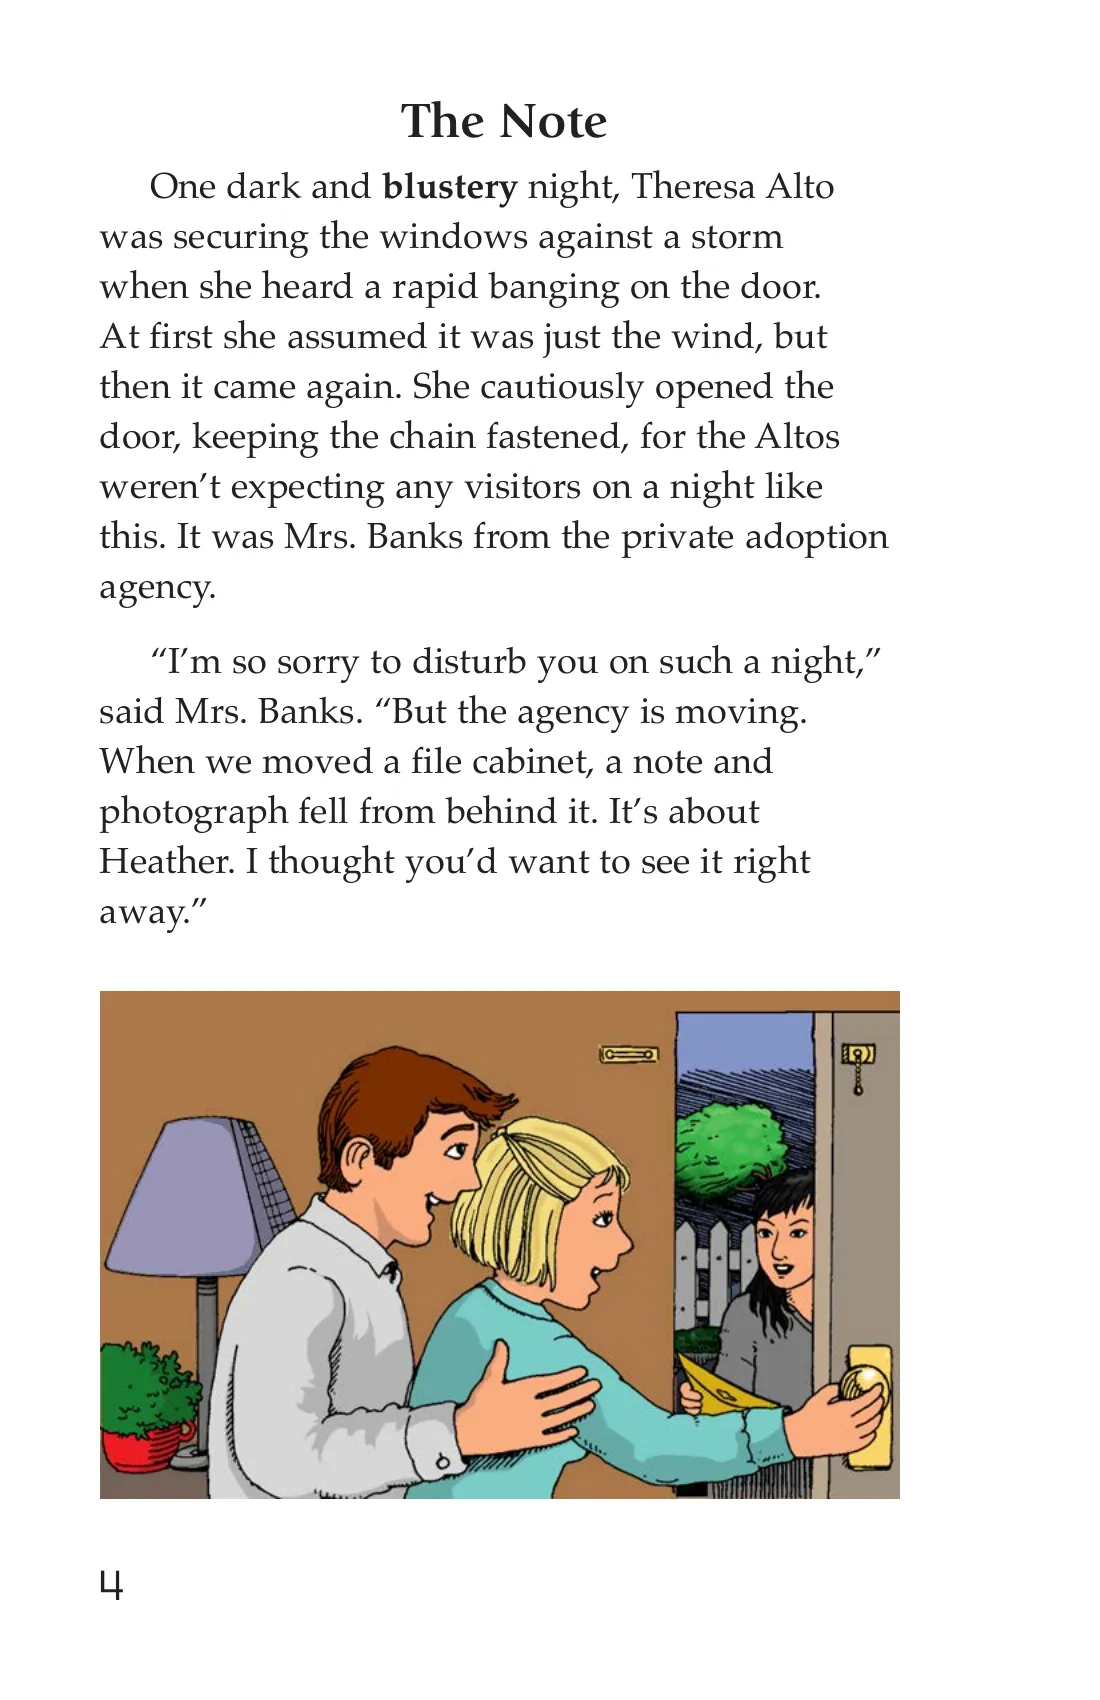 The Note
One dark and blustery night, Theresa Alto
was securing the windows against a storm
when she heard a rapid banging on the door.
At first she assumed it was just the wind, but
then it came again. She cautiously opened the
door, keeping the chain fastened, for the Altos
weren’t expecting any visitors on a night like
this. It was Mrs. Banks from the private adoption
agency.
“I’m so sorry to disturb you on such a night,”
said Mrs. Banks. “But the agency is moving.
When we moved a file cabinet, a note and
photograph fell from behind it. It’s about
Heather. I thought you’d want to see it right
away.”
4